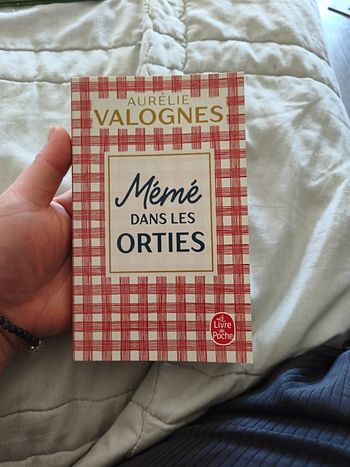 AURÉLIE
VALOGNES
Mémé
DANS LES
ORTIES
Le
Livre
de
Poche